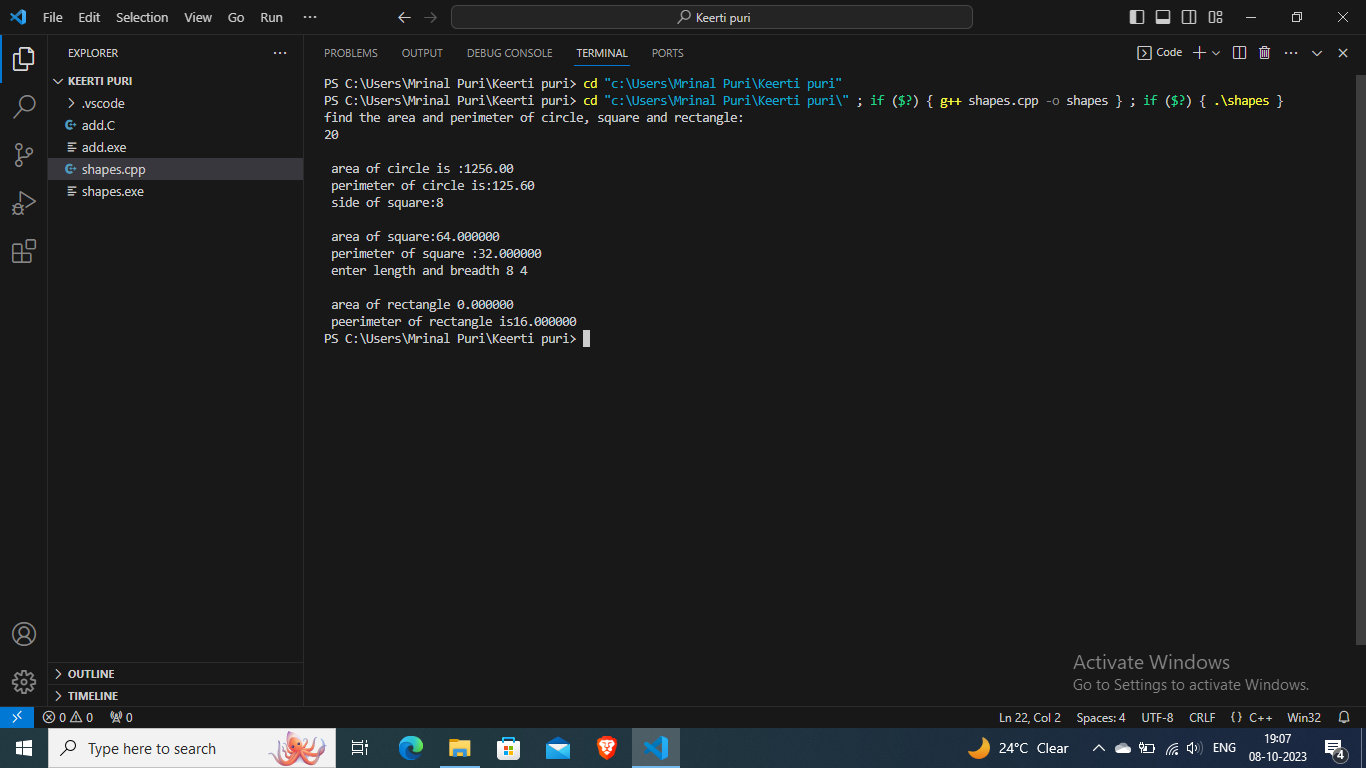 File Edit Selection View Go Run ··· Keerti puri
EXPLORER ···
KEERTI PURI
.vscode
add.C
add.exe
shapes.cpp
shapes.exe
OUTLINE
TIMELINE
PROBLEMS OUTPUT DEBUG CONSOLE TERMINAL PORTS Code ···
PS C:\Users\Mrinal Puri\Keerti puri> cd "c:\Users\Mrinal Puri\Keerti puri"
PS C:\Users\Mrinal Puri\Keerti puri> cd "c:\Users\Mrinal Puri\Keerti puri\" ; if ($?) { g++ shapes.cpp -o shapes } ; if ($?) { .\shapes }
find the area and perimeter of circle, square and rectangle:
20
area of circle is :1256.00
perimeter of circle is:125.60
side of square:8
area of square:64.000000
perimeter of square :32.000000
enter length and breadth 8 4
area of rectangle 0.000000
peerimeter of rectangle is16.000000
PS C:\Users\Mrinal Puri\Keerti puri>
Activate Windows
Go to Settings to activate Windows.
0 0 0 Ln 22, Col 2 Spaces: 4 UTF-8 CRLF {} C++ Win32
Type here to search 24°C Clear ENG 19:07 08-10-2023 4